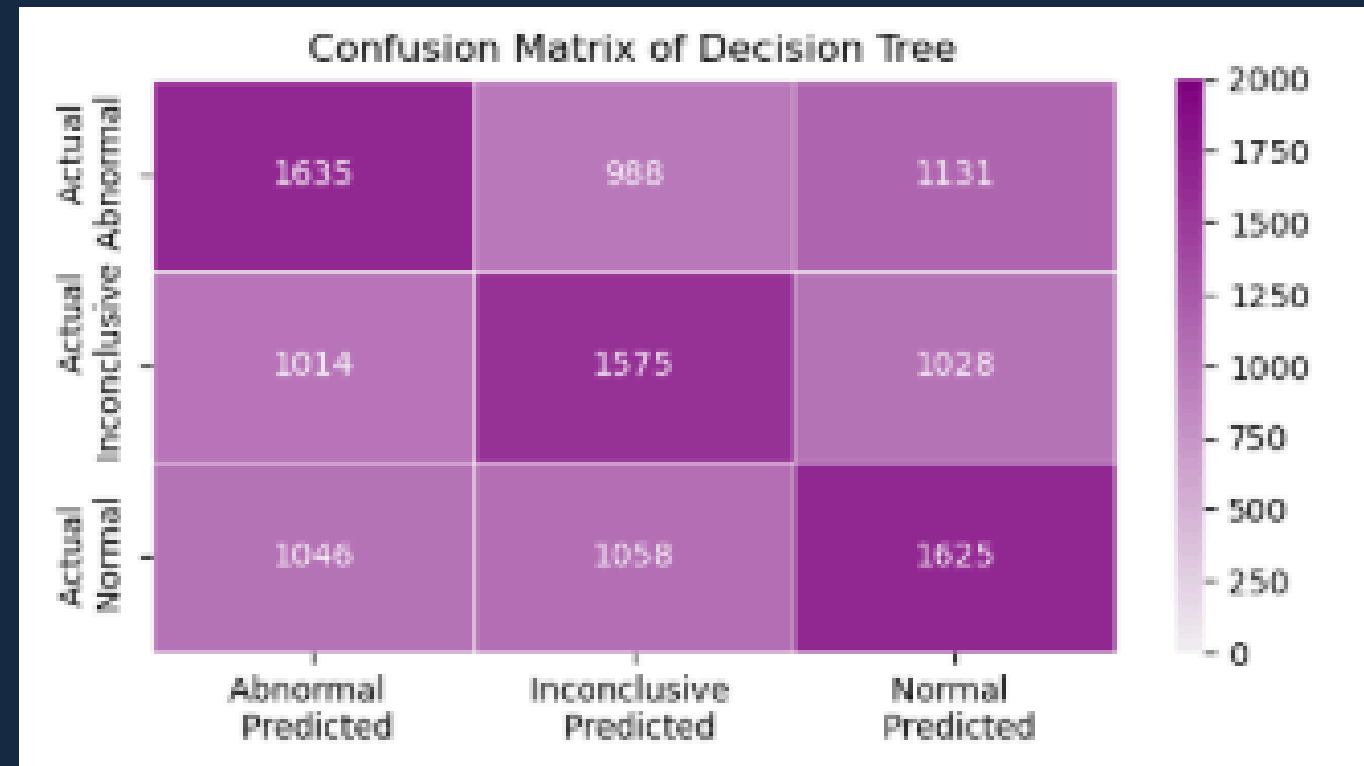 Confusion Matrix of Decision Tree
Actual
Abnormal
1635 988 1131
Actual
Inconclusive
1014 1575 1028
Actual
Normal
1046 1058 1625
Abnormal
Predicted
Inconclusive
Predicted
Normal
Predicted
2000
1750
1500
1250
1000
750
500
250
0